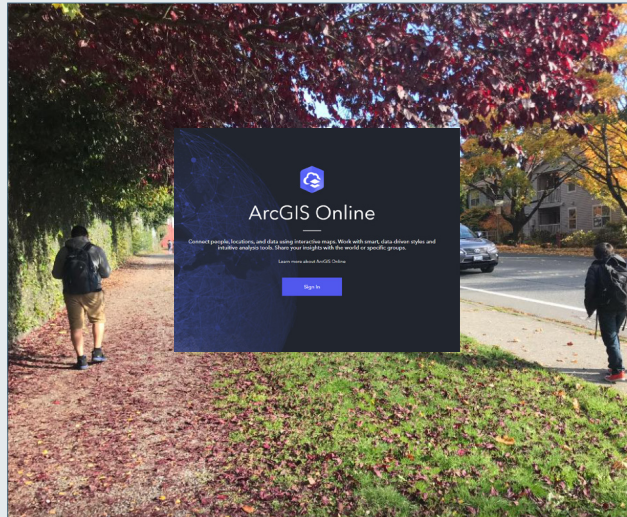 ArcGIS Online
Connect people, locations, and data using interactive maps. Work with smart, data driven styles and
intuitive analysis tools. Share your insights with the world or specific groups.
Learn more about ArcGIS Online
Sign In